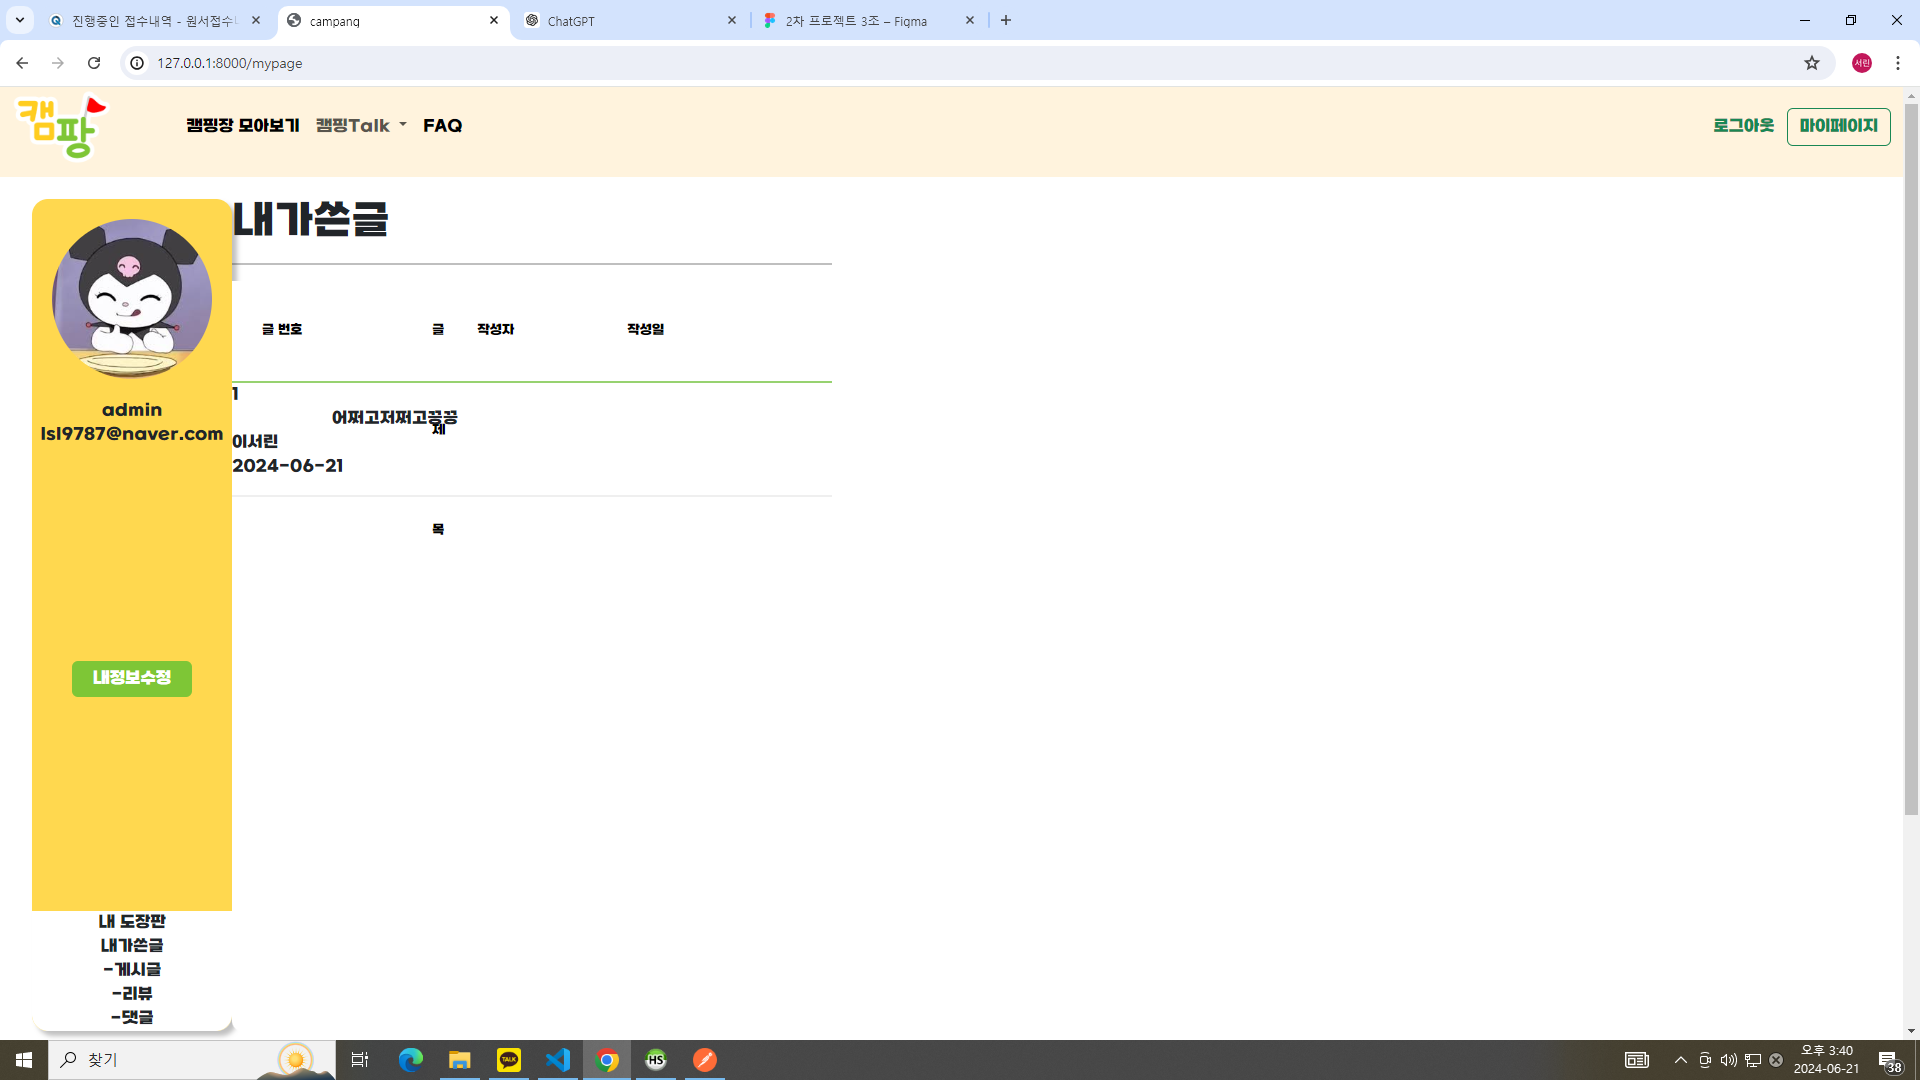 진행중인 접수내역 - 원서접수
campang
ChatGPT
2차 프로젝트 3조 – Figma
127.0.0.1:8000/mypage
서린
캠팡
캠핑장 모아보기
캠핑Talk
FAQ
로그아웃
마이페이지
내가쓴글
글 번호
글
제
목
작성자
작성일
1
어쩌고저쩌고끙끙
이서린
2024-06-21
admin
lsl9787@naver.com
내정보수정
내 도장판
내가쓴글
-게시글
-리뷰
-댓글
찾기
TALK
HS
오후 3:40
2024-06-21
38